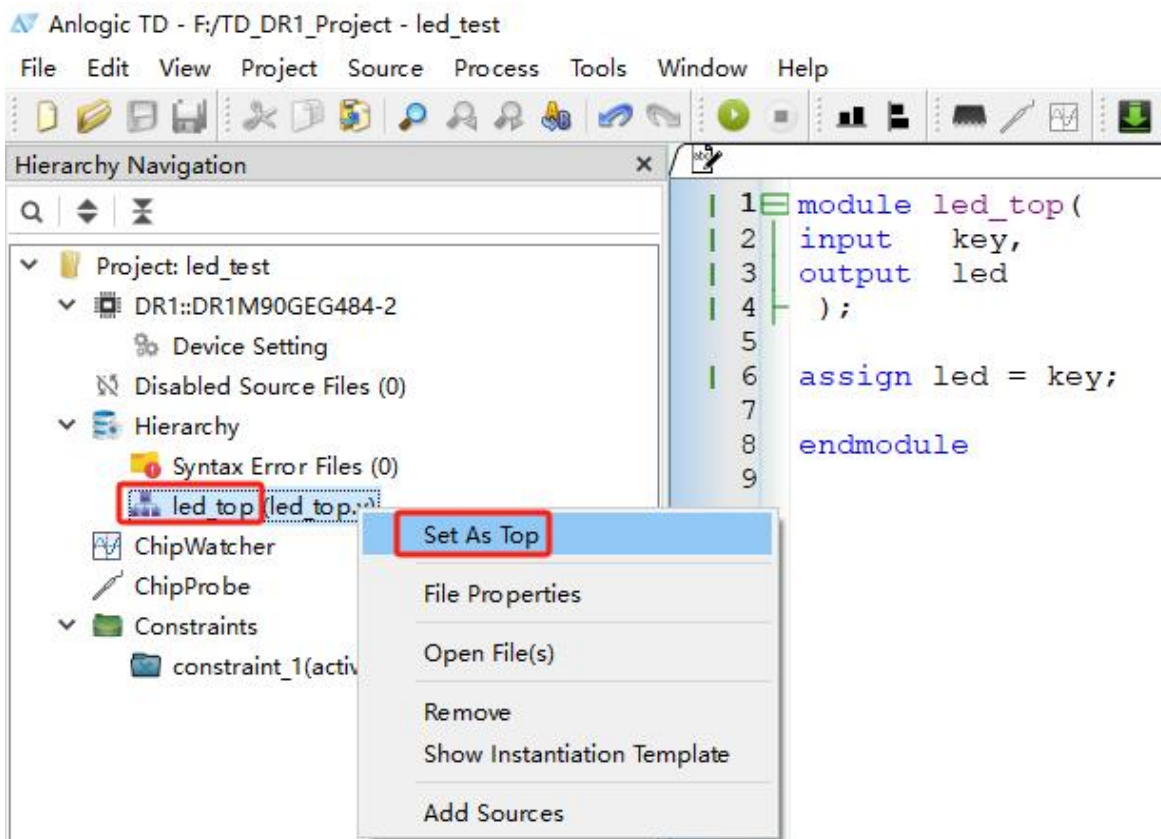 Anlogic TD - F:/TD_DR1_Project - led_test
File Edit View Project Source Process Tools Window Help
Hierarchy Navigation
Project: led_test
DR1::DR1M90GEG484-2
Device Setting
Disabled Source Files (0)
Hierarchy
Syntax Error Files (0)
led_top (led_top.v)
ChipWatcher
ChipProbe
Constraints
constraint_1(activ
Set As Top
File Properties
Open File(s)
Remove
Show Instantiation Template
Add Sources
1 module led_top(
2 input key,
3 output led
4 );
5
6 assign led = key;
7
8 endmodule
9